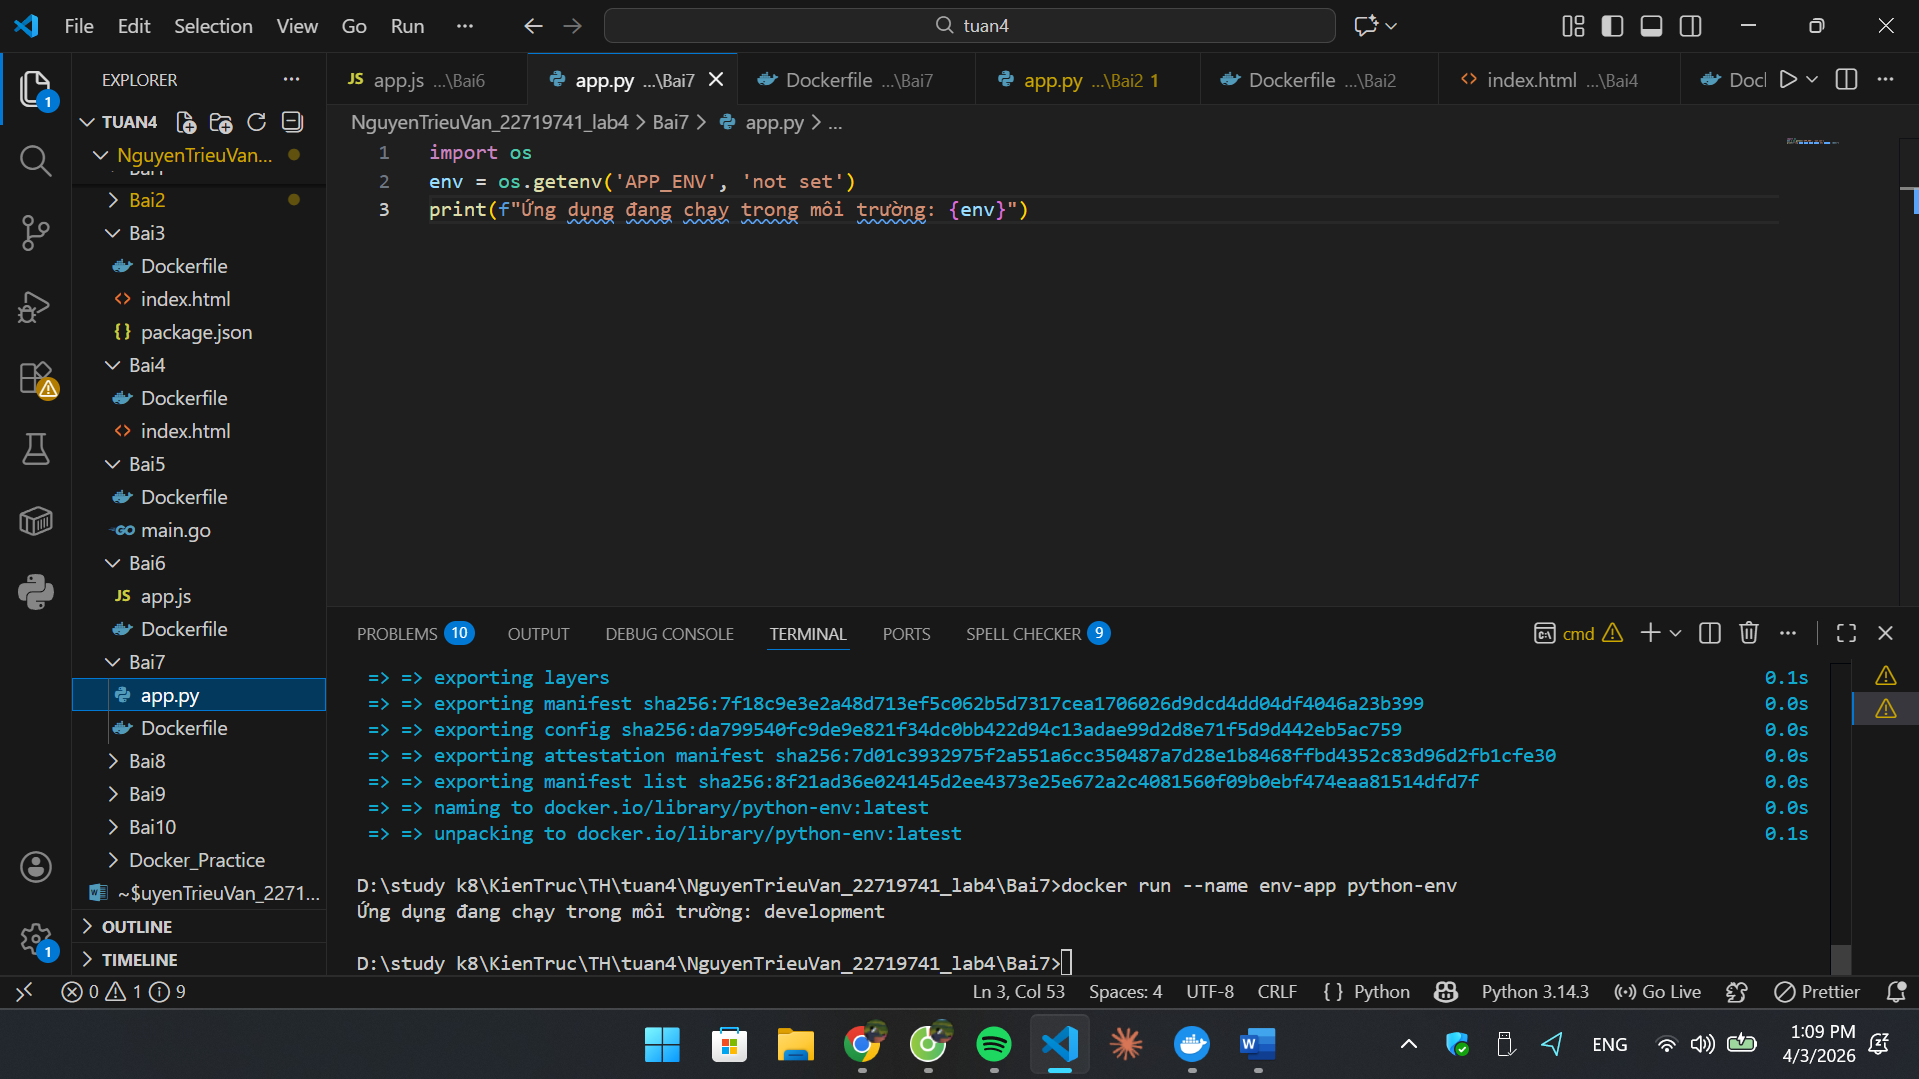 File Edit Selection View Go Run ···
tuan4
EXPLORER ···
TUAN4
NguyenTrieuVan...
Bai2
Bai3
Dockerfile
index.html
{} package.json
Bai4
Dockerfile
index.html
Bai5
Dockerfile
GO main.go
Bai6
JS app.js
Dockerfile
Bai7
app.py
Dockerfile
Bai8
Bai9
Bai10
Docker_Practice
~$uyenTrieuVan_2271...
OUTLINE
TIMELINE
JS app.js ...\Bai6
app.py ...\Bai7
Dockerfile ...\Bai7
app.py ...\Bai2 1
Dockerfile ...\Bai2
<> index.html ...\Bai4
Docl
NguyenTrieuVan_22719741_lab4 > Bai7 > app.py > ...
1 import os
2 env = os.getenv('APP_ENV', 'not set')
3 print(f"Ứng dụng đang chạy trong môi trường: {env}")
PROBLEMS 10 OUTPUT DEBUG CONSOLE TERMINAL PORTS SPELL CHECKER 9
cmd
=> => exporting layers 0.1s
=> => exporting manifest sha256:7f18c9e3e2a48d713ef5c062b5d7317cea1706026d9dcd4dd04df4046a23b399 0.0s
=> => exporting config sha256:da799540fc9de9e821f34dc0bb422d94c13adae99d2d8e71f5d9d442eb5ac759 0.0s
=> => exporting attestation manifest sha256:7d01c3932975f2a551a6cc350487a7d28e1b8468ffbd4352c83d96d2fb1cfe30 0.0s
=> => exporting manifest list sha256:8f21ad36e024145d2ee4373e25e672a2c4081560f09b0ebf474eaa81514dfd7f 0.0s
=> => naming to docker.io/library/python-env:latest 0.0s
=> => unpacking to docker.io/library/python-env:latest 0.1s
D:\study k8\KienTruc\TH\tuan4\NguyenTrieuVan_22719741_lab4\Bai7>docker run --name env-app python-env
Ứng dụng đang chạy trong môi trường: development
D:\study k8\KienTruc\TH\tuan4\NguyenTrieuVan_22719741_lab4\Bai7>
0 1 9
Ln 3, Col 53 Spaces: 4 UTF-8 CRLF {} Python Python 3.14.3 Go Live Prettier
ENG
1:09 PM
4/3/2026